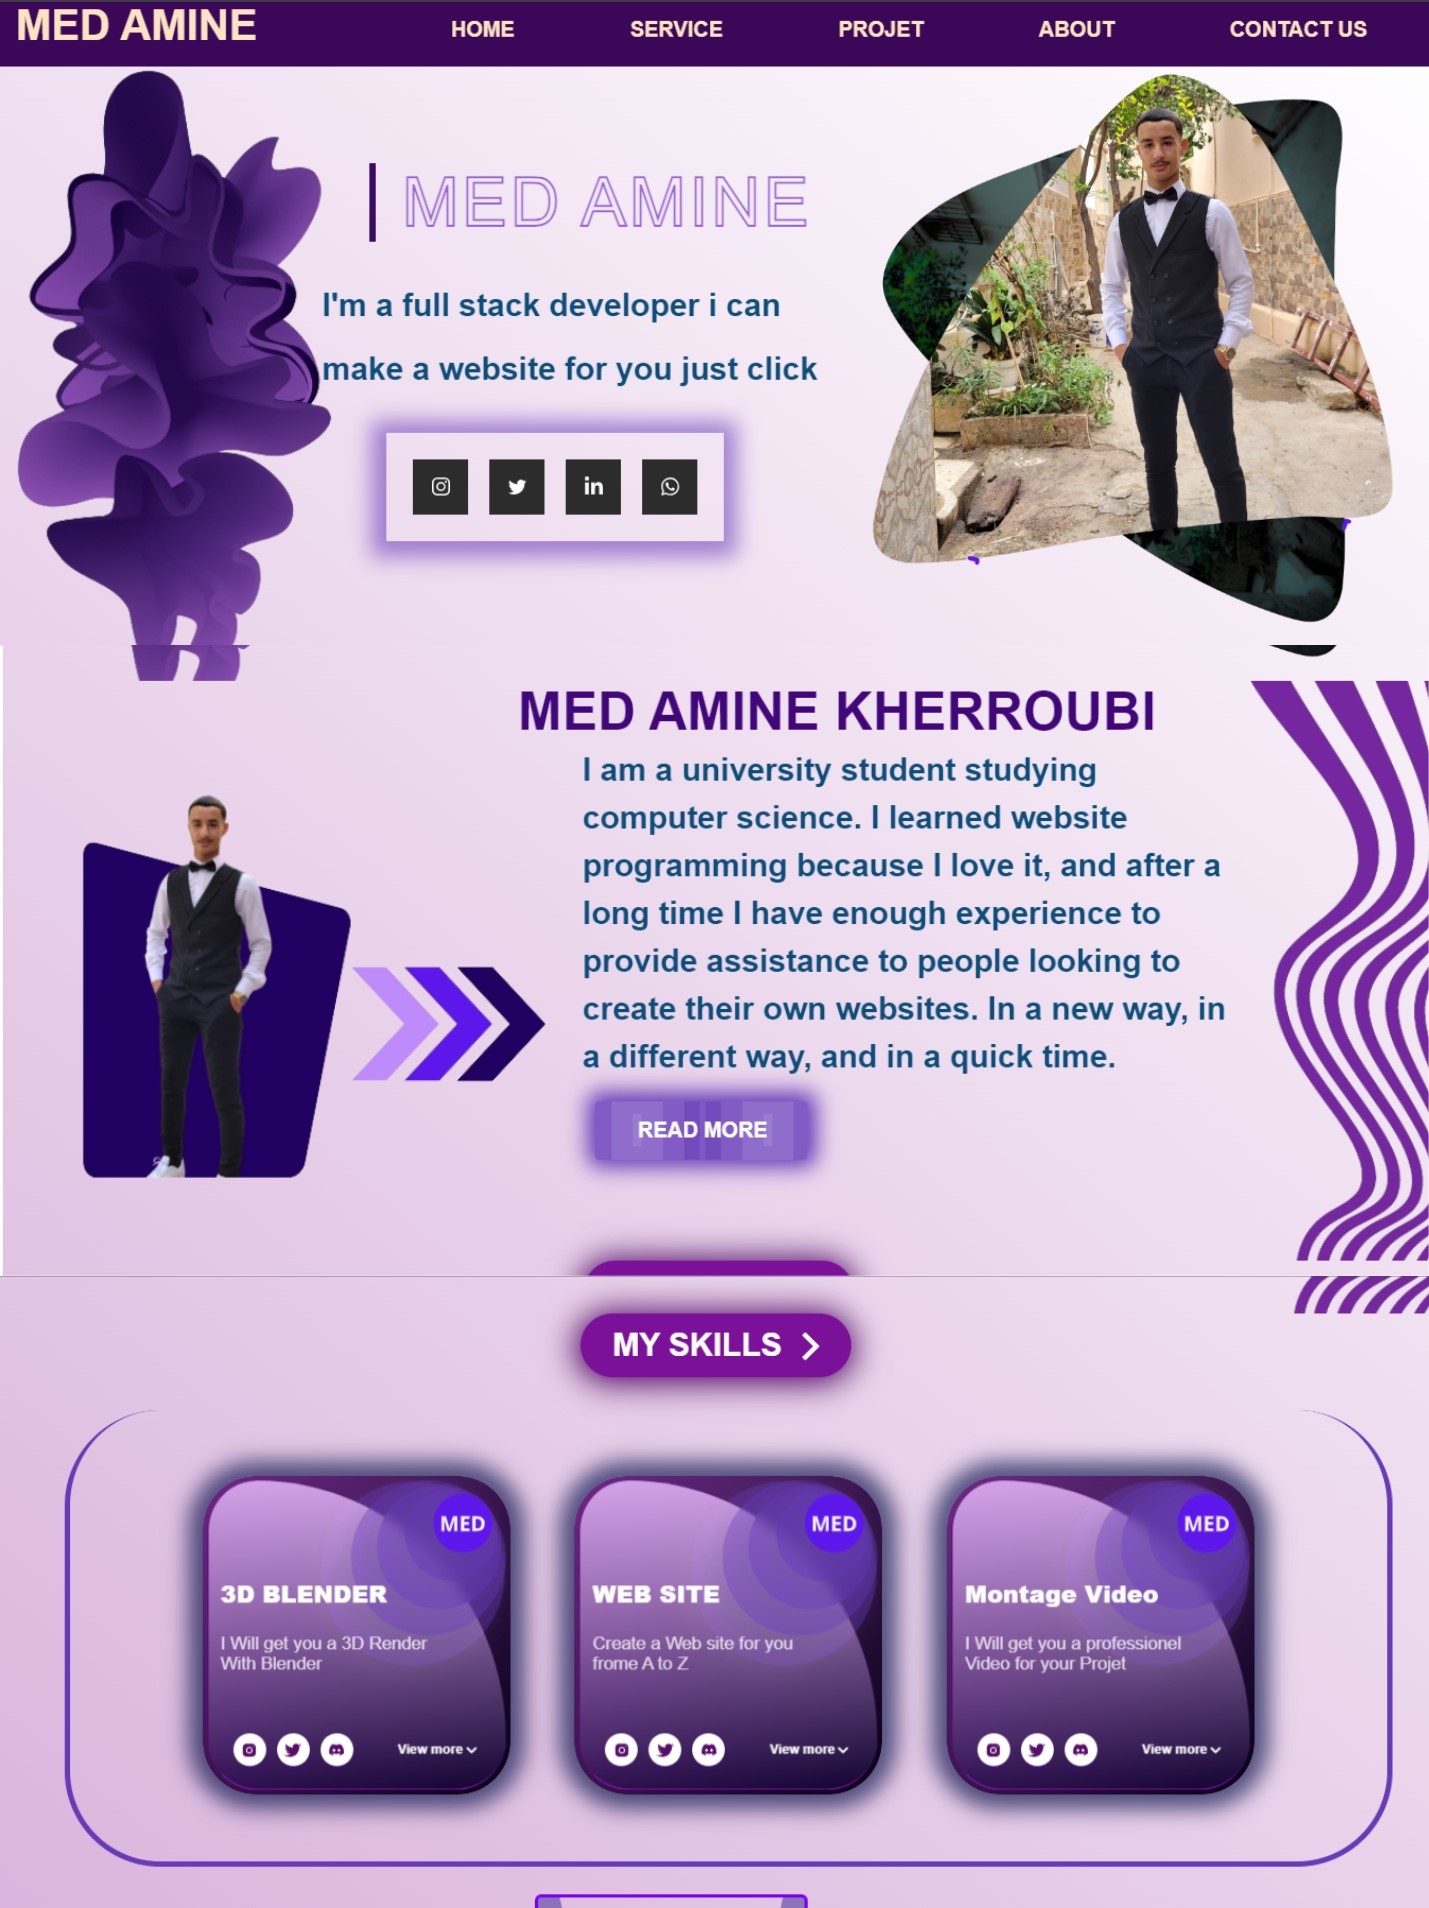 MED AMINE
HOME
SERVICE
PROJET
ABOUT
CONTACT US
MED AMINE
I'm a full stack developer i can
make a website for you just click
in
MED AMINE KHERROUBI
I am a university student studying
computer science. I learned website
programming because I love it, and after a
long time I have enough experience to
provide assistance to people looking to
create their own websites. In a new way, in
a different way, and in a quick time.
READ MORE
MY SKILLS
MED
3D BLENDER
I Will get you a 3D Render
With Blender
View more
MED
WEB SITE
Create a Web site for you
frome A to Z
View more
MED
Montage Video
I Will get you a professionel
Video for your Projet
View more